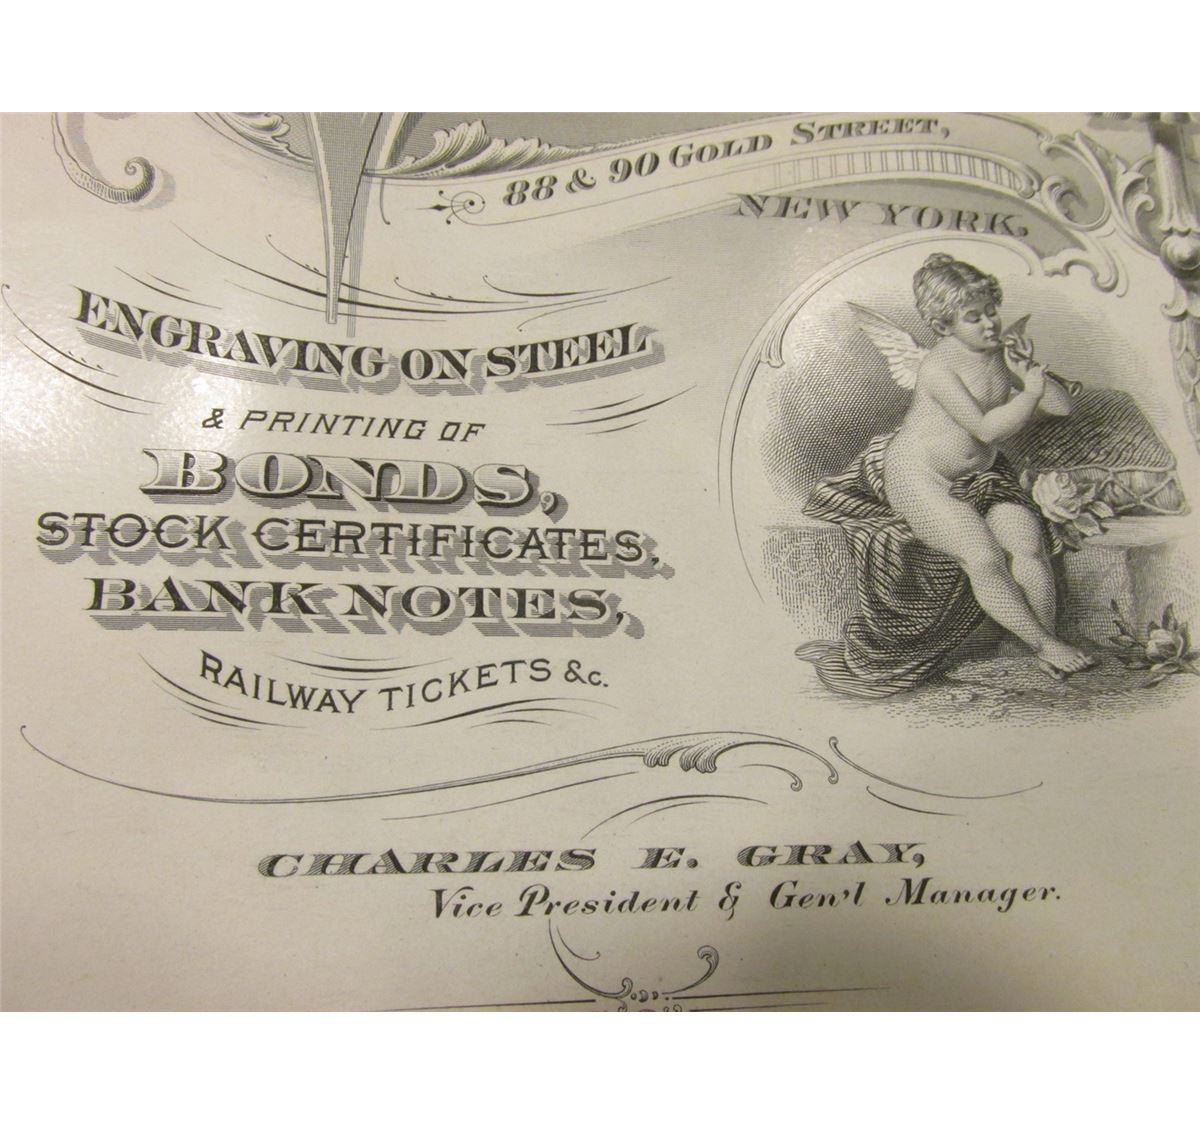 88 & 90 GOLD STREET,
NEW YORK.
ENGRAVING ON STEEL
& PRINTING OF
BONDS,
STOCK CERTIFICATES,
BANK NOTES,
RAILWAY TICKETS &c.
CHARLES E. GRAY,
Vice President & Gen'l Manager.